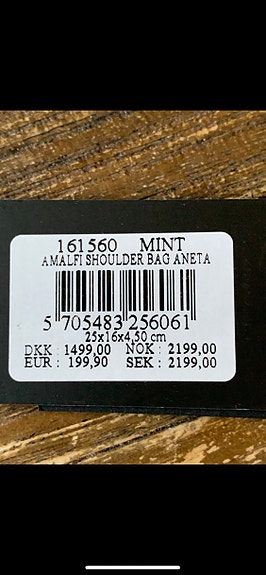 161560 MINT
AMALFI SHOULDER BAG ANETA
5 705483 256061
25x16x4,50 cm
DKK : 1499,00 NOK : 2199,00
EUR : 199,90 SEK : 2199,00